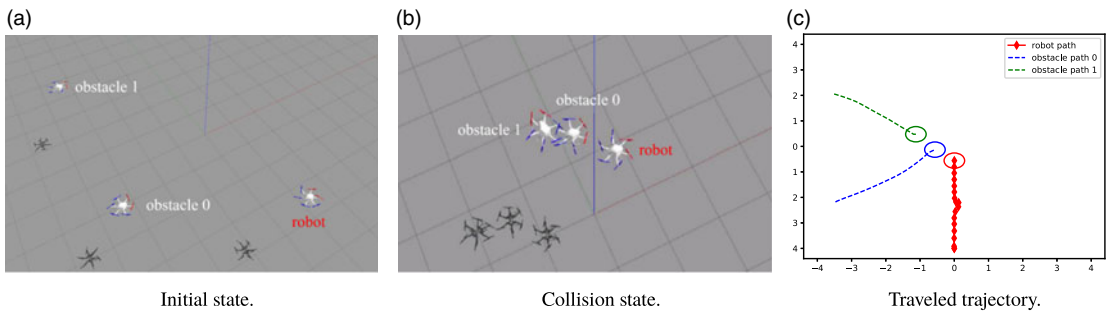 (a)
obstacle 1
obstacle 0
robot
Initial state.
(b)
obstacle 0
obstacle 1
robot
Collision state.
(c)
robot path
obstacle path 0
obstacle path 1
4
3
2
1
0
1
2
3
4
−4 −3 −2 −1 0 1 2 3 4
Traveled trajectory.